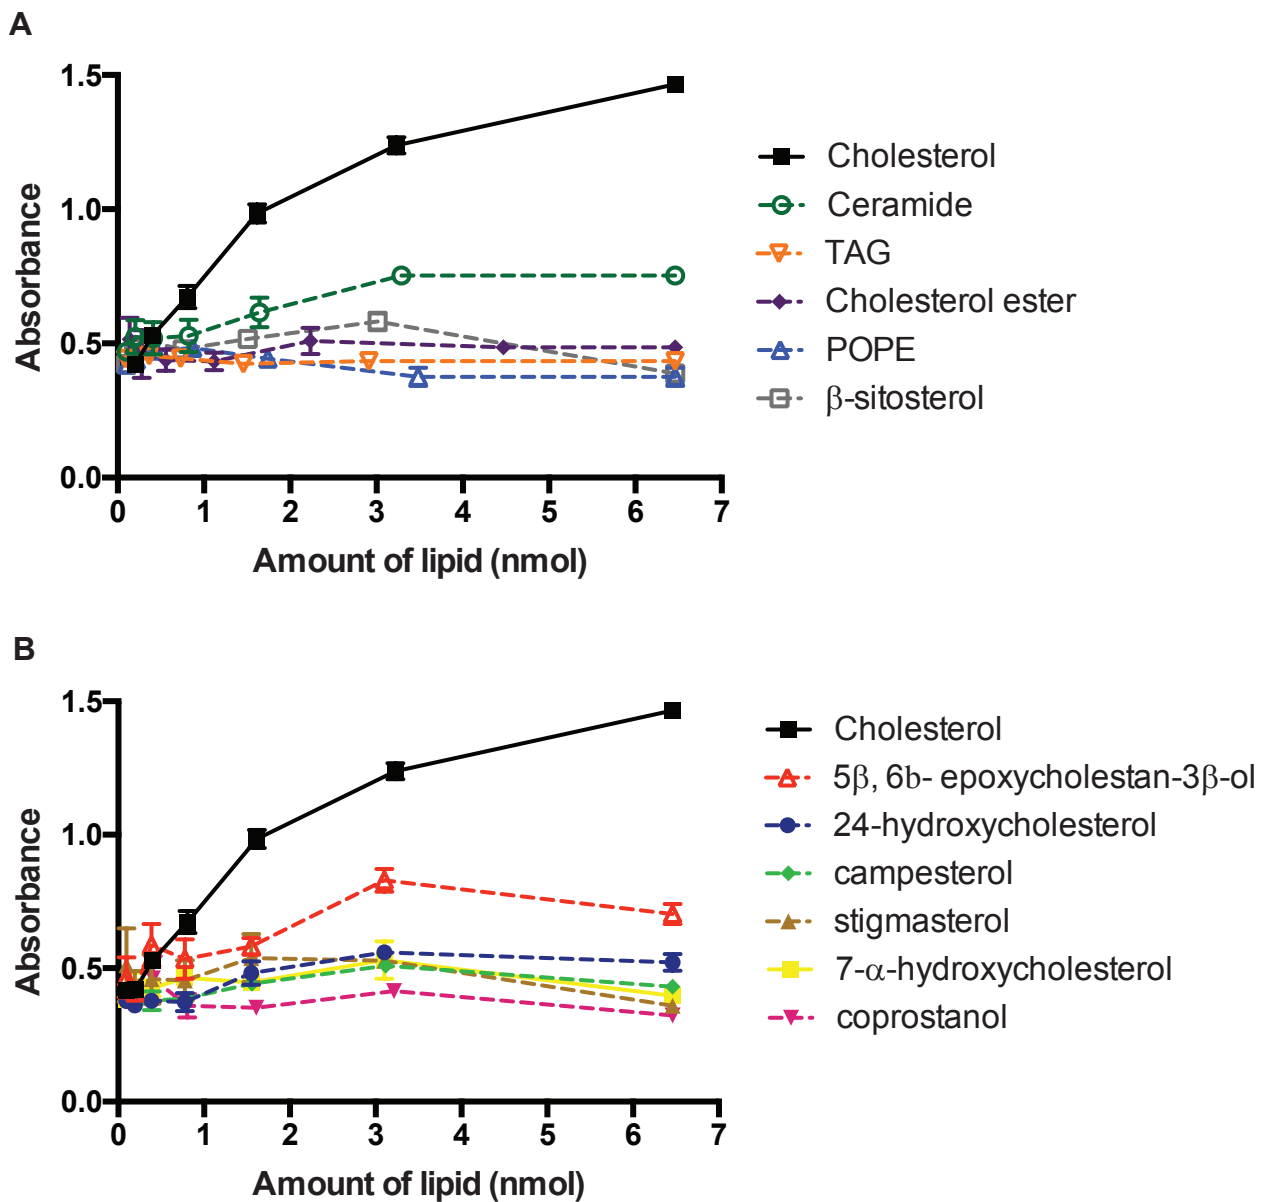 A
1.5
1.0
0.5
0.0
Absorbance
0 1 2 3 4 5 6 7
Amount of lipid (nmol)
Cholesterol
Ceramide
TAG
Cholesterol ester
POPE
β-sitosterol
B
1.5
1.0
0.5
0.0
Absorbance
0 1 2 3 4 5 6 7
Amount of lipid (nmol)
Cholesterol
5β, 6b- epoxycholestan-3β-ol
24-hydroxycholesterol
campesterol
stigmasterol
7-α-hydroxycholesterol
coprostanol